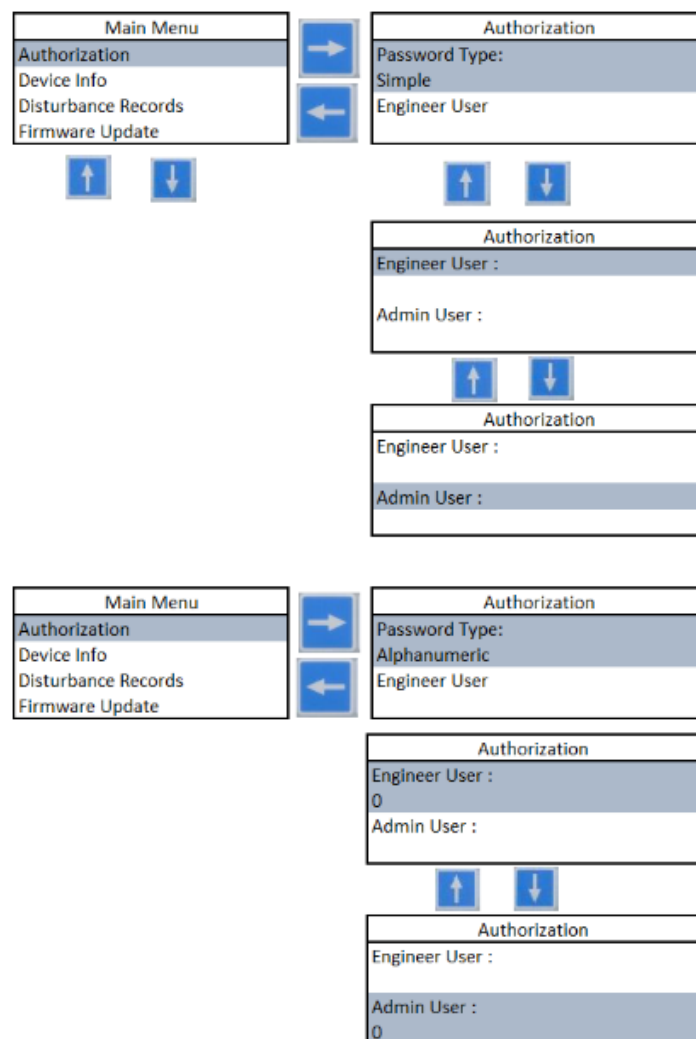 Main Menu
Authorization
Device Info
Disturbance Records
Firmware Update
Authorization
Password Type:
Simple
Engineer User
Authorization
Engineer User :
Admin User :
Authorization
Engineer User :
Admin User :
Main Menu
Authorization
Device Info
Disturbance Records
Firmware Update
Authorization
Password Type:
Alphanumeric
Engineer User
Authorization
Engineer User :
0
Admin User :
Authorization
Engineer User :
Admin User :
0